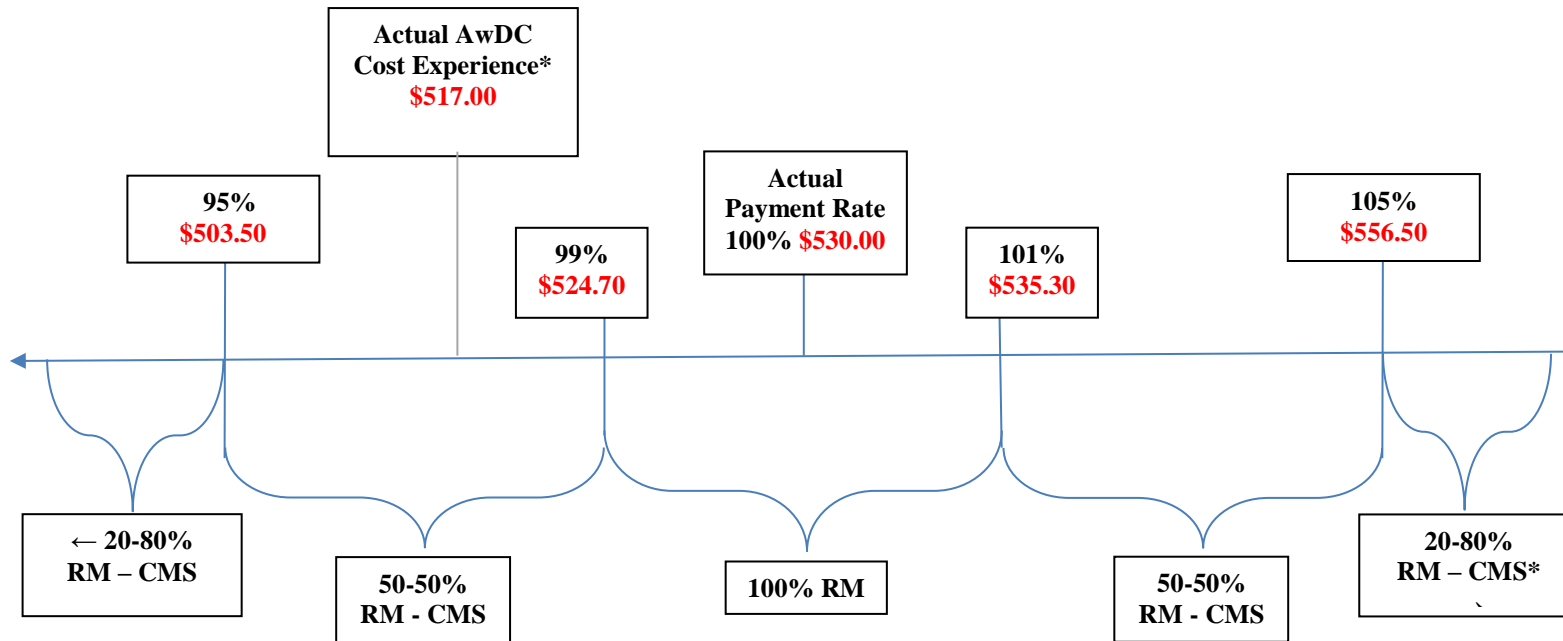 Actual AwDC
Cost Experience*
$517.00
95%
$503.50
99%
$524.70
Actual
Payment Rate
100% $530.00
101%
$535.30
105%
$556.50
← 20-80%
RM – CMS
50-50%
RM - CMS
100% RM
50-50%
RM - CMS
20-80%
RM – CMS*